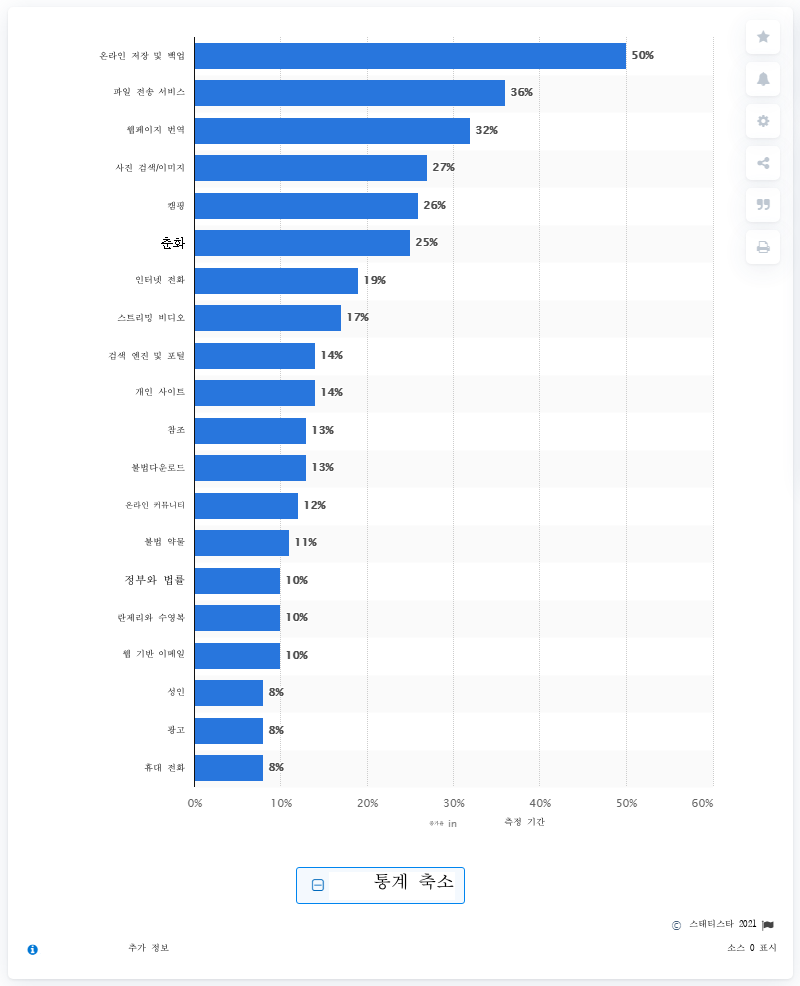 온라인 저장 및 백업 50%
파일 전송 서비스 36%
웹페이지 번역 32%
사진 검색/이미지 27%
캠핑 26%
춘화 25%
인터넷 전화 19%
스트리밍 비디오 17%
검색 엔진 및 포털 14%
개인 사이트 14%
참조 13%
불법다운로드 13%
온라인 커뮤니티 12%
불법 약물 11%
정부와 법률 10%
란제리와 수영복 10%
웹 기반 이메일 10%
성인 8%
광고 8%
휴대 전화 8%
0% 10% 20% 30% 40% 50% 60%
in 측정 기간
통계 축소
© 스태티스타 2021
추가 정보 소스 0 표시